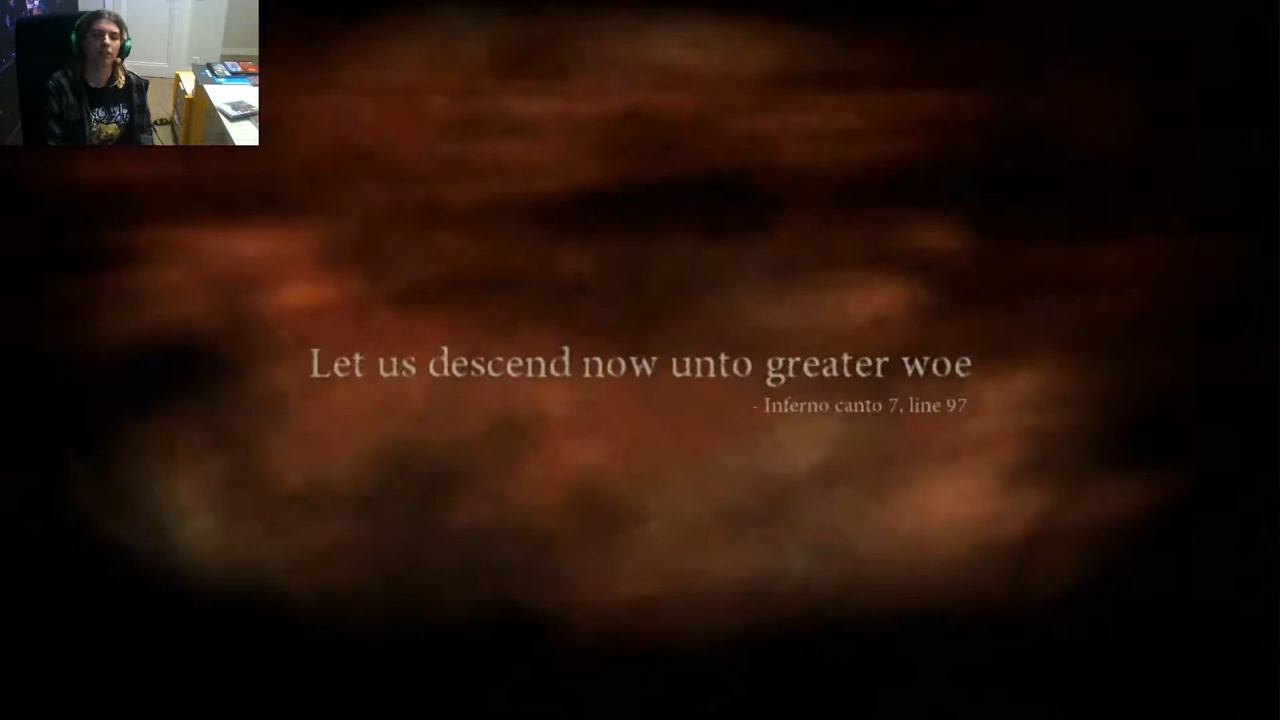 Let us descend now unto greater woe
- Inferno canto 7, line 97